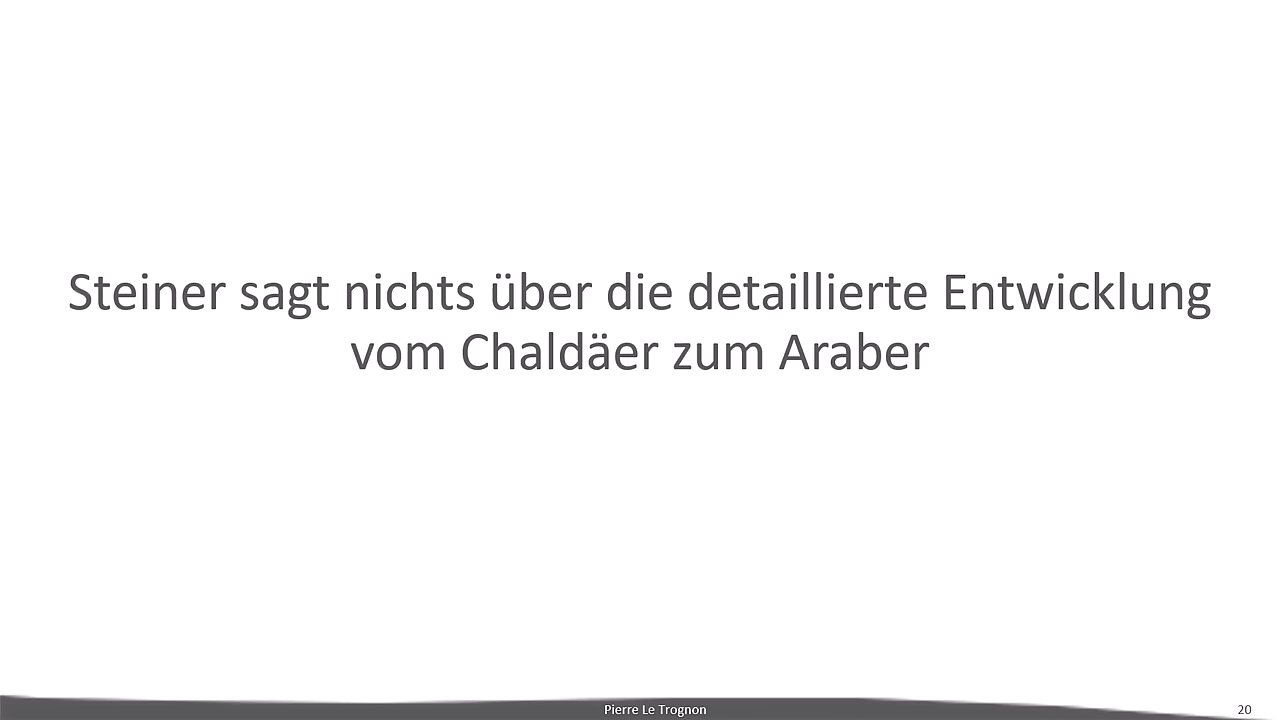 Steiner sagt nichts über die detaillierte Entwicklung
vom Chaldäer zum Araber
Pierre Le Trognon
20